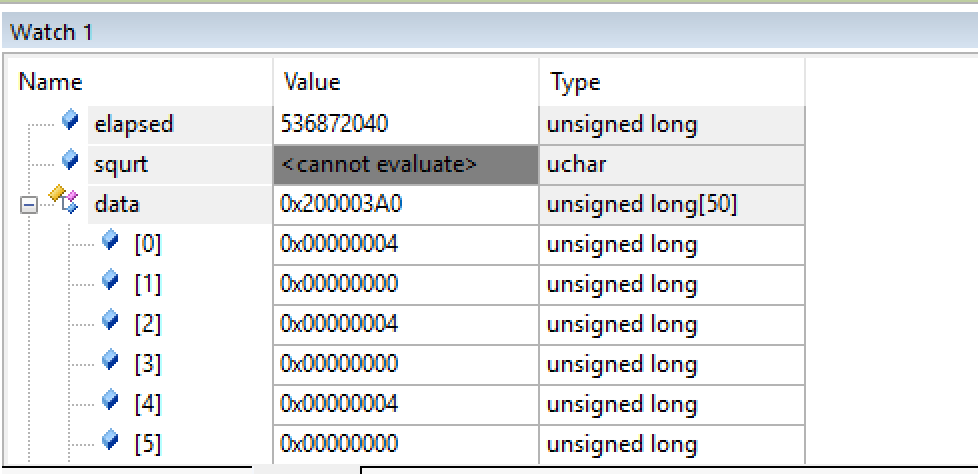 Watch 1
Name Value Type
elapsed 536872040 unsigned long
squrt <cannot evaluate> uchar
data 0x200003A0 unsigned long[50]
[0] 0x00000004 unsigned long
[1] 0x00000000 unsigned long
[2] 0x00000004 unsigned long
[3] 0x00000000 unsigned long
[4] 0x00000004 unsigned long
[5] 0x00000000 unsigned long